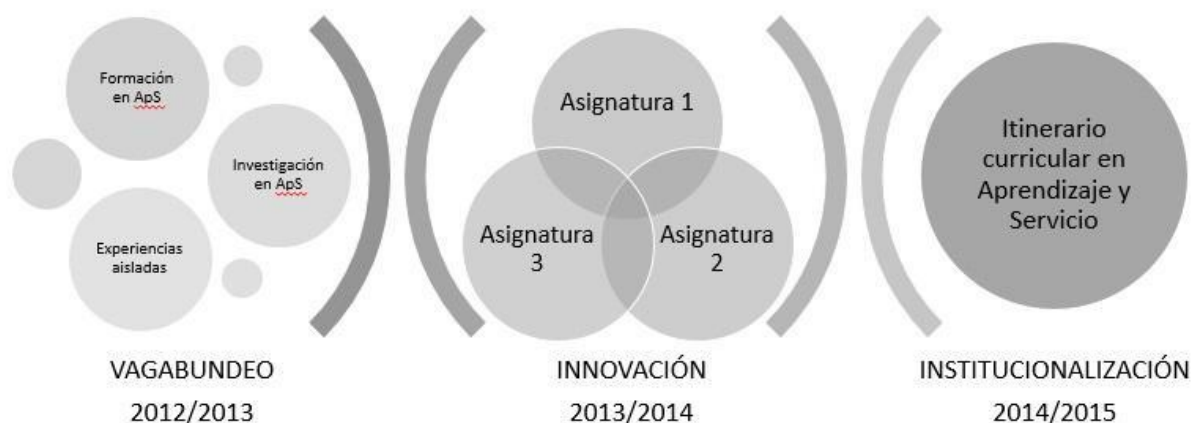 Formación
en ApS
Investigación
en ApS
Experiencias
aisladas
VAGABUNDEO
2012/2013
Asignatura 1
Asignatura
3
Asignatura
2
INNOVACIÓN
2013/2014
Itinerario
curricular en
Aprendizaje y
Servicio
INSTITUCIONALIZACIÓN
2014/2015